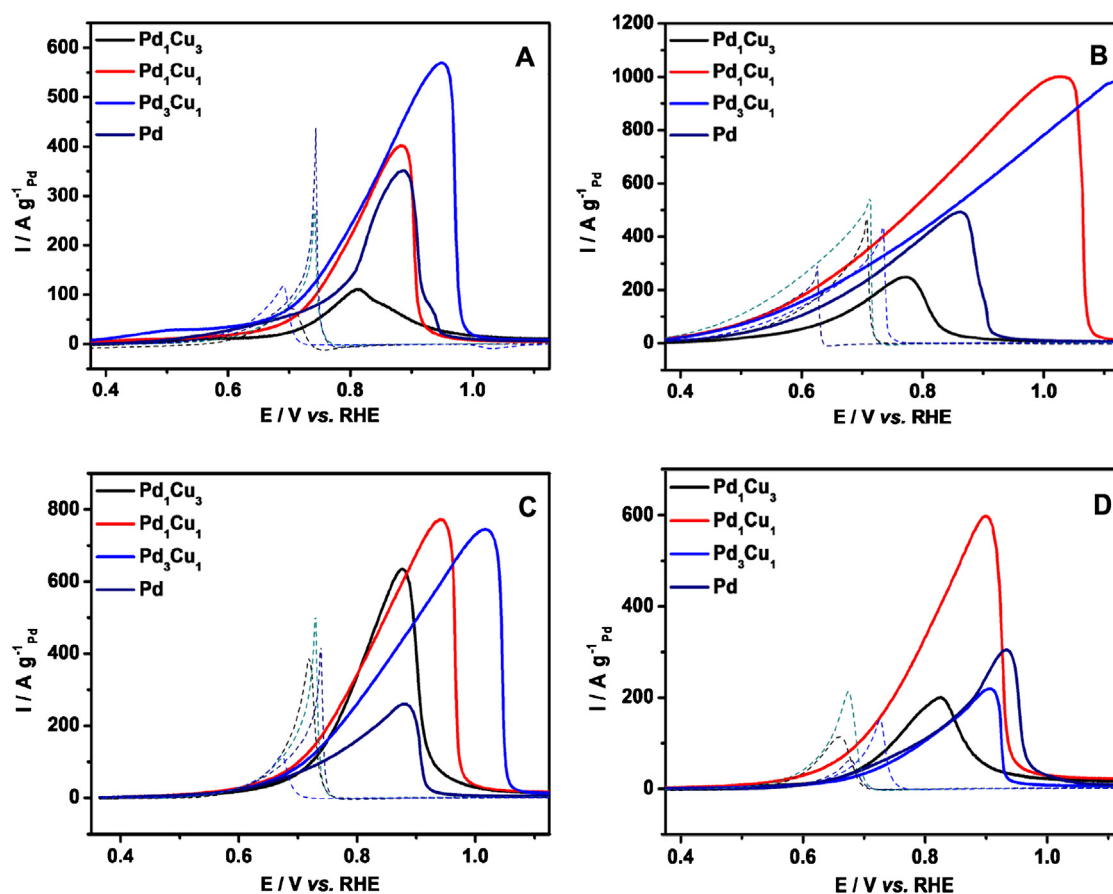 A
Pd₁Cu₃
Pd₁Cu₁
Pd₃Cu₁
Pd
600
500
400
300
200
100
0
I / A g⁻¹Pd
0.4 0.6 0.8 1.0
E / V vs. RHE
B
Pd₁Cu₃
Pd₁Cu₁
Pd₃Cu₁
Pd
1200
1000
800
600
400
200
0
I / A g⁻¹Pd
0.4 0.6 0.8 1.0
E / V vs. RHE
C
Pd₁Cu₃
Pd₁Cu₁
Pd₃Cu₁
Pd
800
600
400
200
0
I / A g⁻¹Pd
0.4 0.6 0.8 1.0
E / V vs. RHE
D
Pd₁Cu₃
Pd₁Cu₁
Pd₃Cu₁
Pd
600
400
200
0
I / A g⁻¹Pd
0.4 0.6 0.8 1.0
E / V vs. RHE